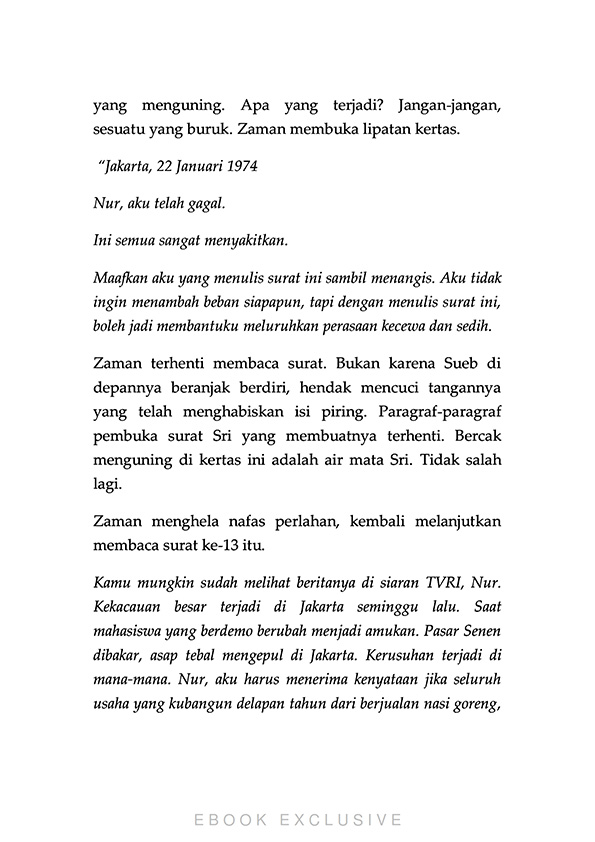 yang menguning. Apa yang terjadi? Jangan-jangan,
sesuatu yang buruk. Zaman membuka lipatan kertas.
“Jakarta, 22 Januari 1974
Nur, aku telah gagal.
Ini semua sangat menyakitkan.
Maafkan aku yang menulis surat ini sambil menangis. Aku tidak
ingin menambah beban siapapun, tapi dengan menulis surat ini,
boleh jadi membantuku meluruhkan perasaan kecewa dan sedih.
Zaman terhenti membaca surat. Bukan karena Sueb di
depannya beranjak berdiri, hendak mencuci tangannya
yang telah menghabiskan isi piring. Paragraf-paragraf
pembuka surat Sri yang membuatnya terhenti. Bercak
menguning di kertas ini adalah air mata Sri. Tidak salah
lagi.
Zaman menghela nafas perlahan, kembali melanjutkan
membaca surat ke-13 itu.
Kamu mungkin sudah melihat beritanya di siaran TVRI, Nur.
Kekacauan besar terjadi di Jakarta seminggu lalu. Saat
mahasiswa yang berdemo berubah menjadi amukan. Pasar Senen
dibakar, asap tebal mengepul di Jakarta. Kerusuhan terjadi di
mana-mana. Nur, aku harus menerima kenyataan jika seluruh
usaha yang kubangun delapan tahun dari berjualan nasi goreng,
EBOOK EXCLUSIVE